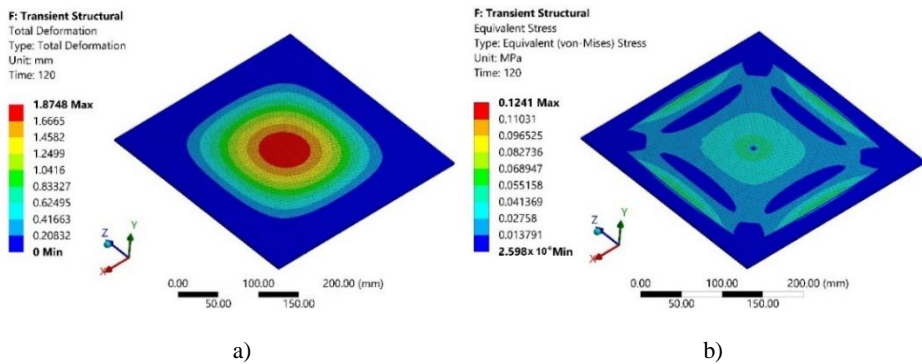 F: Transient Structural
Total Deformation
Type: Total Deformation
Unit: mm
Time: 120
1.8748 Max
1.6665
1.4582
1.2499
1.0416
0.83327
0.62495
0.41663
0.20832
0 Min
Z
Y
X
0.00
100.00
200.00 (mm)
50.00
150.00
a)
F: Transient Structural
Equivalent Stress
Type: Equivalent (von-Mises) Stress
Unit: MPa
Time: 120
0.1241 Max
0.11031
0.096525
0.082736
0.068947
0.055158
0.041369
0.02758
0.013791
Min
Z
Y
X
0.00
100.00
200.00 (mm)
50.00
150.00
b)